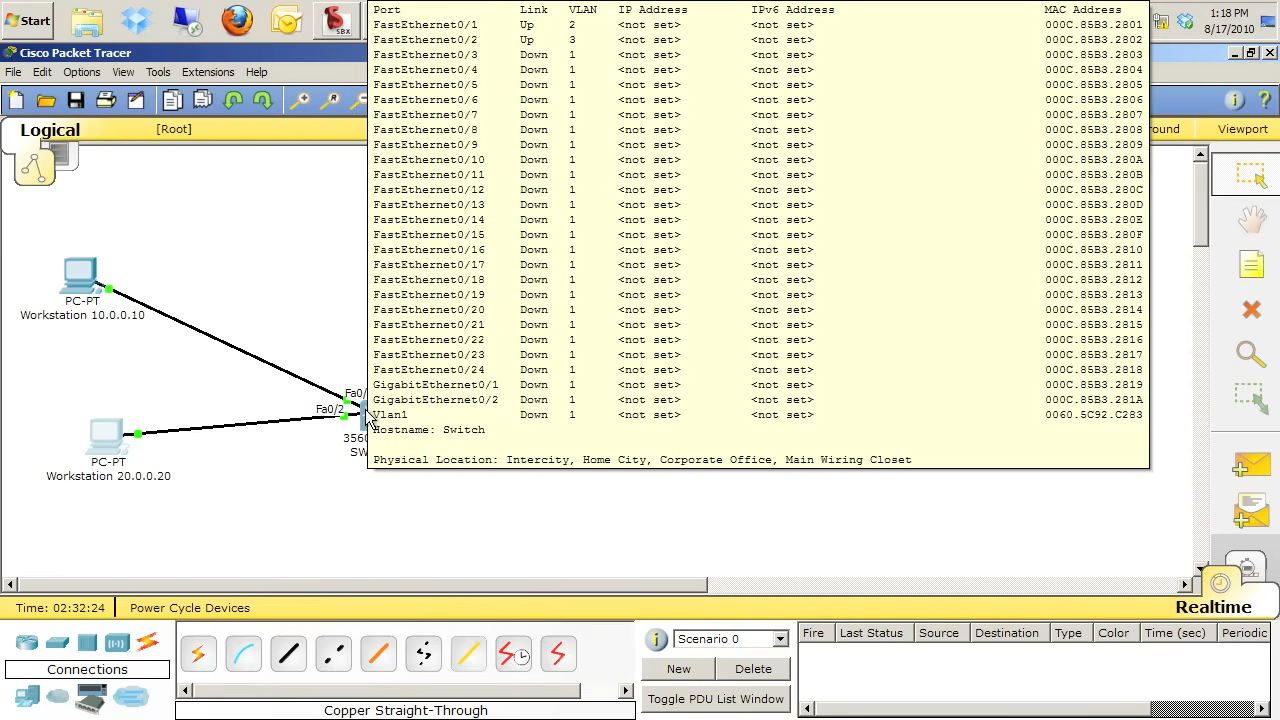 Start
SBX
1:18 PM
8/17/2010
Cisco Packet Tracer
File Edit Options View Tools Extensions Help
Logical
[Root]
Viewport
Port Link VLAN IP Address IPv6 Address MAC Address
FastEthernet0/1 Up 2 <not set> <not set> 000C.85B3.2801
FastEthernet0/2 Up 3 <not set> <not set> 000C.85B3.2802
FastEthernet0/3 Down 1 <not set> <not set> 000C.85B3.2803
FastEthernet0/4 Down 1 <not set> <not set> 000C.85B3.2804
FastEthernet0/5 Down 1 <not set> <not set> 000C.85B3.2805
FastEthernet0/6 Down 1 <not set> <not set> 000C.85B3.2806
FastEthernet0/7 Down 1 <not set> <not set> 000C.85B3.2807
FastEthernet0/8 Down 1 <not set> <not set> 000C.85B3.2808
FastEthernet0/9 Down 1 <not set> <not set> 000C.85B3.2809
FastEthernet0/10 Down 1 <not set> <not set> 000C.85B3.280A
FastEthernet0/11 Down 1 <not set> <not set> 000C.85B3.280B
FastEthernet0/12 Down 1 <not set> <not set> 000C.85B3.280C
FastEthernet0/13 Down 1 <not set> <not set> 000C.85B3.280D
FastEthernet0/14 Down 1 <not set> <not set> 000C.85B3.280E
FastEthernet0/15 Down 1 <not set> <not set> 000C.85B3.280F
FastEthernet0/16 Down 1 <not set> <not set> 000C.85B3.2810
FastEthernet0/17 Down 1 <not set> <not set> 000C.85B3.2811
FastEthernet0/18 Down 1 <not set> <not set> 000C.85B3.2812
FastEthernet0/19 Down 1 <not set> <not set> 000C.85B3.2813
FastEthernet0/20 Down 1 <not set> <not set> 000C.85B3.2814
FastEthernet0/21 Down 1 <not set> <not set> 000C.85B3.2815
FastEthernet0/22 Down 1 <not set> <not set> 000C.85B3.2816
FastEthernet0/23 Down 1 <not set> <not set> 000C.85B3.2817
FastEthernet0/24 Down 1 <not set> <not set> 000C.85B3.2818
GigabitEthernet0/1 Down 1 <not set> <not set> 000C.85B3.2819
GigabitEthernet0/2 Down 1 <not set> <not set> 000C.85B3.281A
Vlan1 Down 1 <not set> <not set> 0060.5C92.C283
Hostname: Switch
Physical Location: Intercity, Home City, Corporate Office, Main Wiring Closet
PC-PT
Workstation 10.0.0.10
Fa0/
Fa0/2
3560
SW
PC-PT
Workstation 20.0.0.20
Time: 02:32:24 Power Cycle Devices
Realtime
Connections
Copper Straight-Through
Scenario 0
New Delete
Toggle PDU List Window
Fire Last Status Source Destination Type Color Time (sec) Periodic